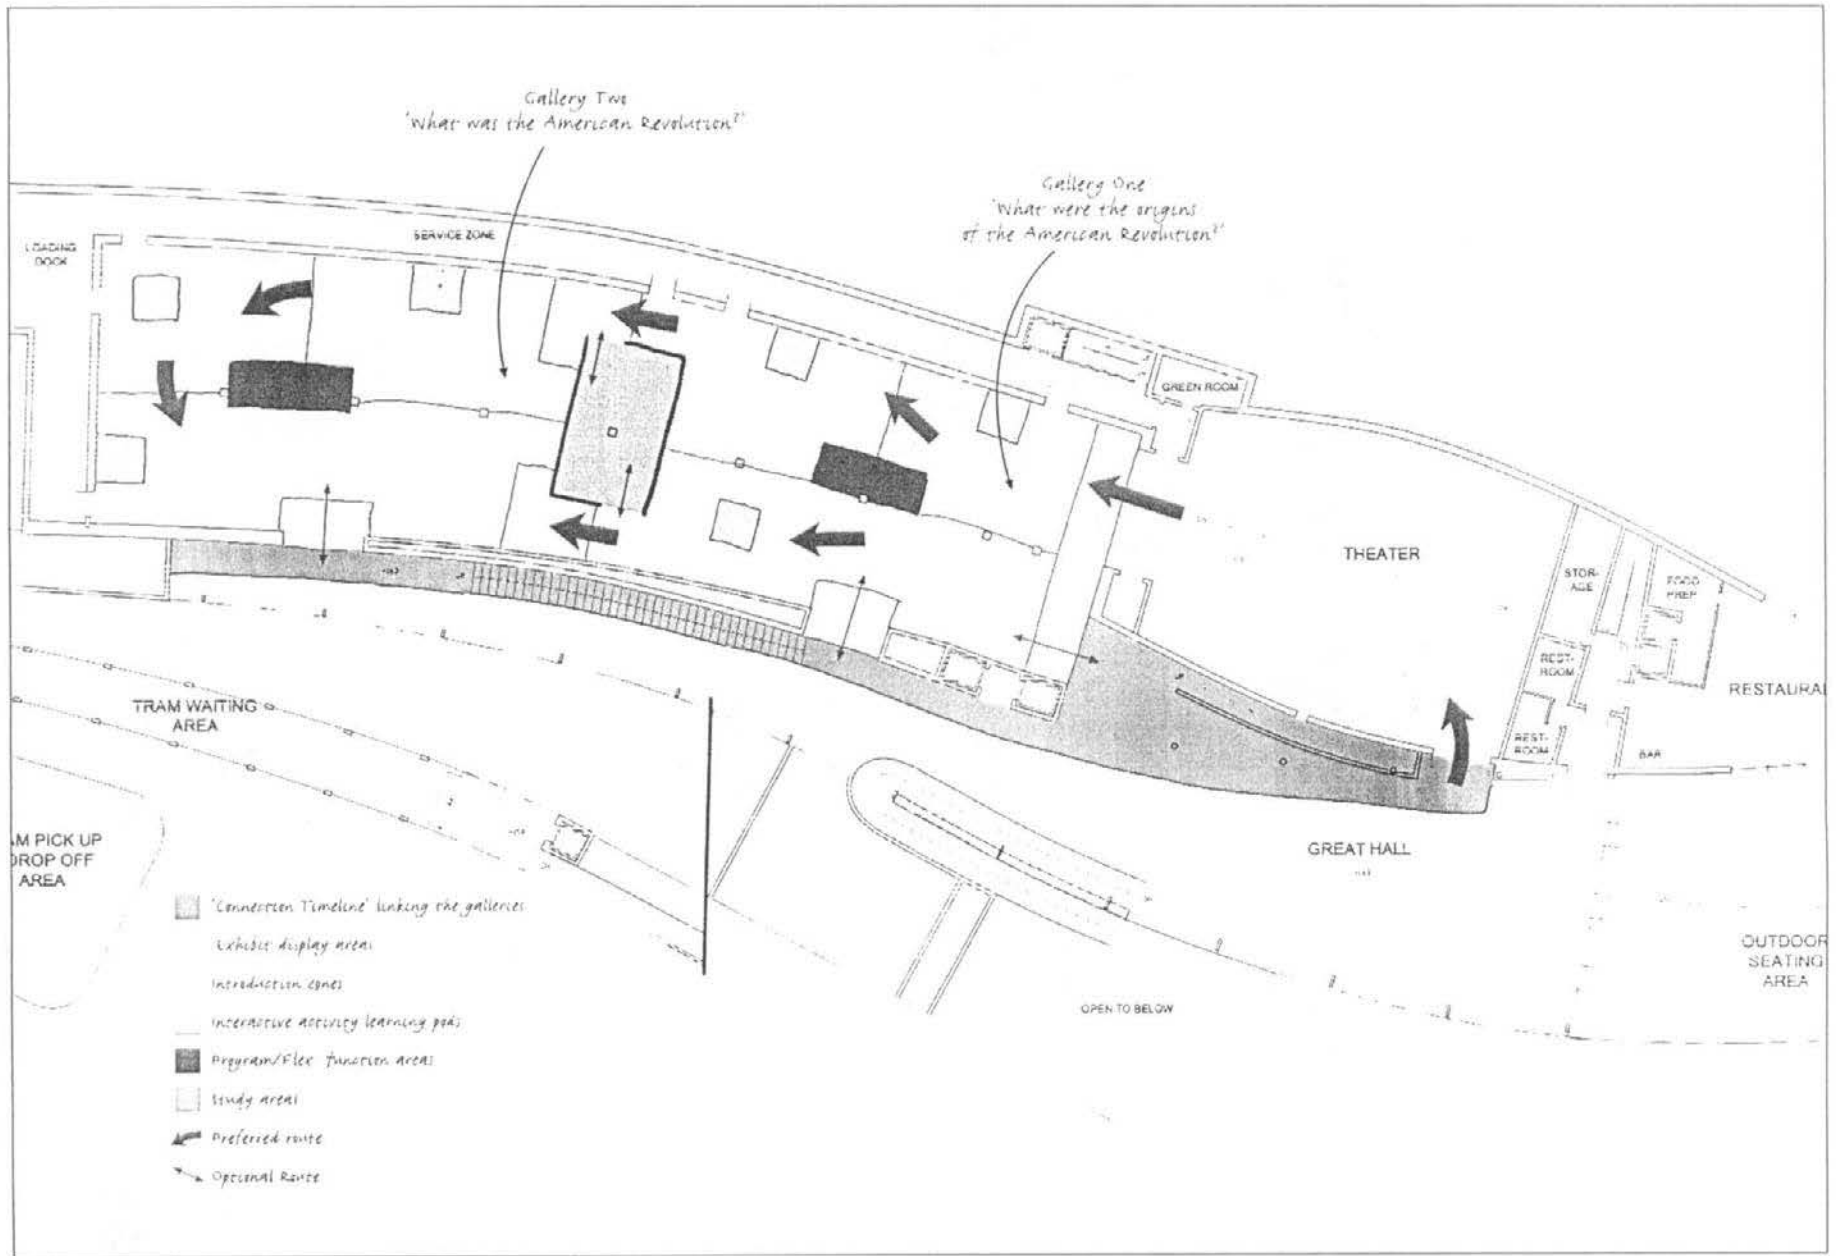 Gallery Two
'What was the American Revolution?'
Gallery One
'What were the origins
of the American Revolution?'
LOADING
DOCK
SERVICE ZONE
GREEN ROOM
THEATER
STOR-
AGE
FOOD
PREP
REST-
ROOM
REST-
ROOM
RESTAURA
BAR
TRAM WAITING
AREA
AM PICK UP
DROP OFF
AREA
GREAT HALL
OUTDOOR
SEATING
AREA
OPEN TO BELOW
'Connection Timeline' linking the galleries
Exhibit display areas
Introduction zones
Interactive activity learning pods
Program/Flex function areas
Study areas
Preferred route
Optional Route